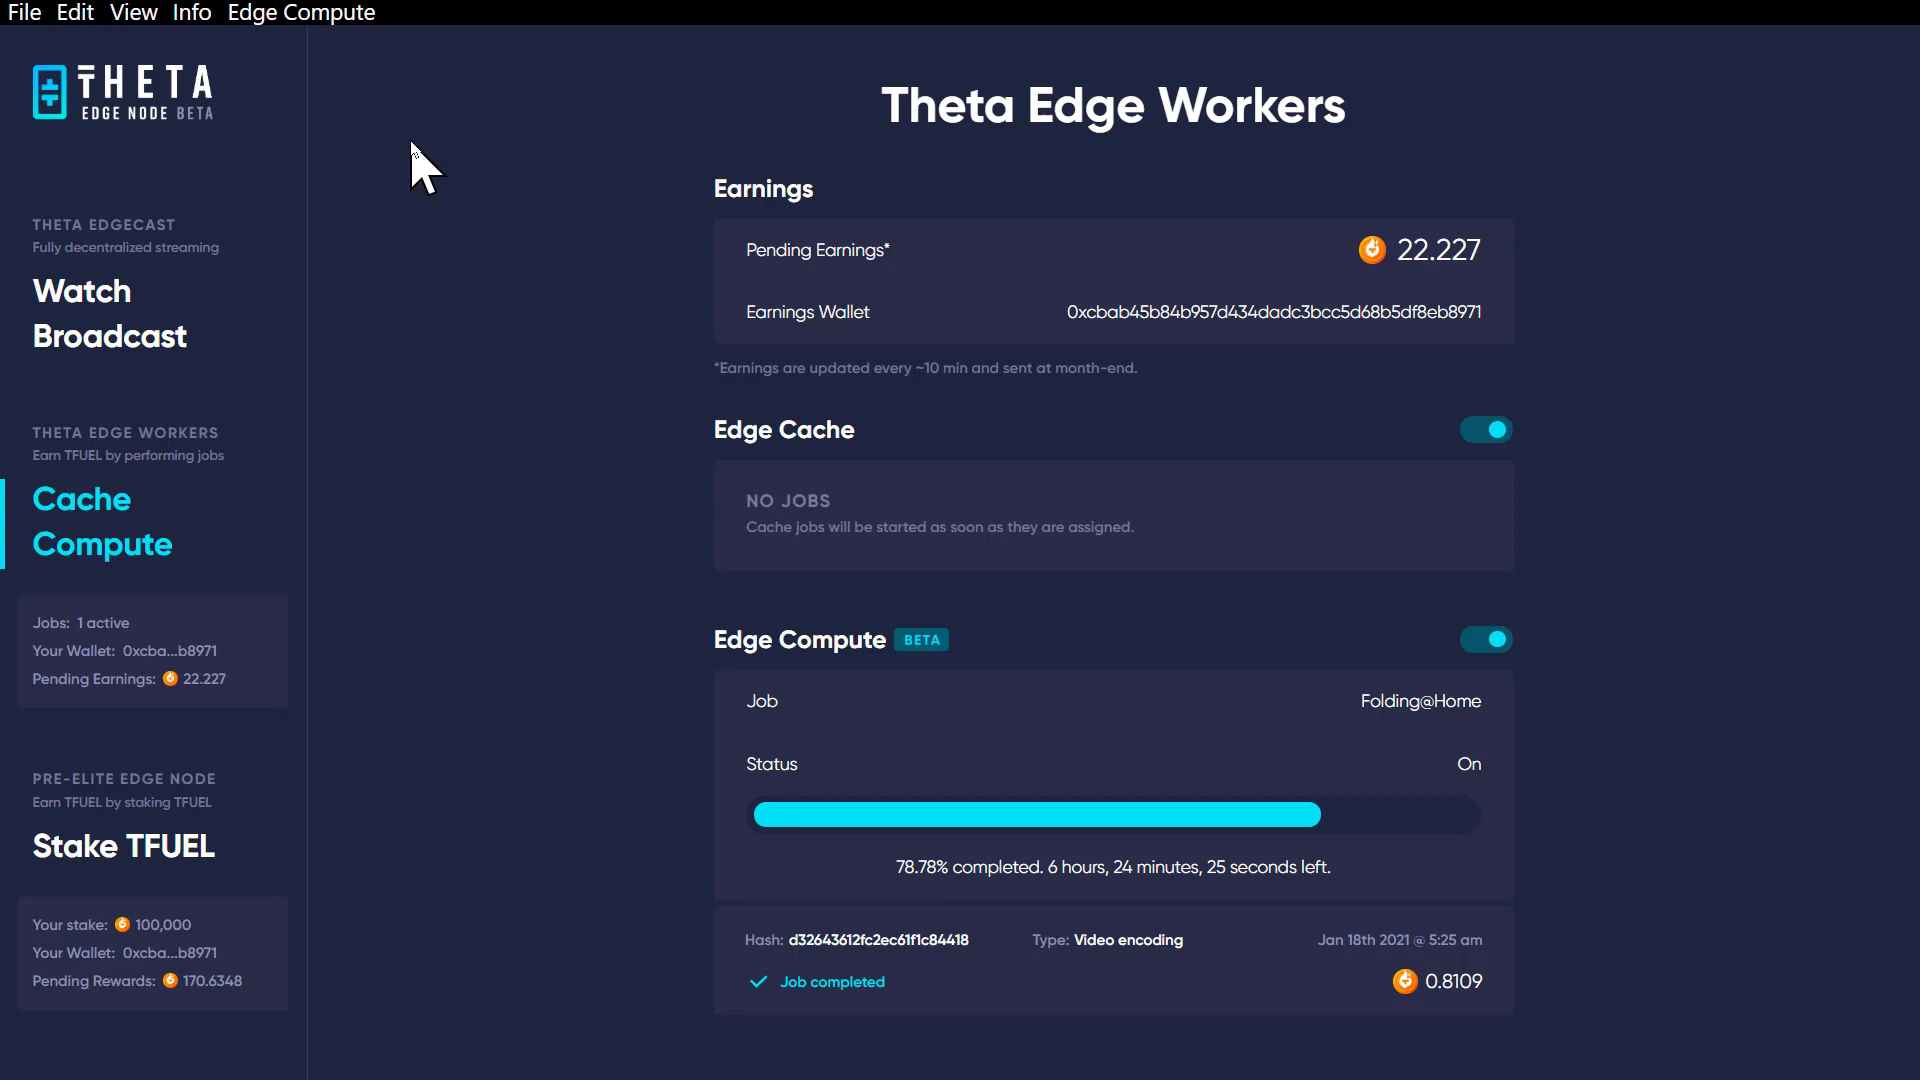 File Edit View Info Edge Compute
THETA
EDGE NODE BETA
THETA EDGECAST
Fully decentralized streaming
Watch
Broadcast
THETA EDGE WORKERS
Earn TFUEL by performing jobs
Cache
Compute
Jobs: 1 active
Your Wallet: 0xcba...b8971
Pending Earnings: 22.227
PRE-ELITE EDGE NODE
Earn TFUEL by staking TFUEL
Stake TFUEL
Your stake: 100,000
Your Wallet: 0xcba...b8971
Pending Rewards: 170.6348
Theta Edge Workers
Earnings
Pending Earnings* 22.227
Earnings Wallet 0xcbab45b84b957d434dadc3bcc5d68b5df8eb8971
*Earnings are updated every ~10 min and sent at month-end.
Edge Cache
NO JOBS
Cache jobs will be started as soon as they are assigned.
Edge Compute BETA
Job Folding@Home
Status On
78.78% completed. 6 hours, 24 minutes, 25 seconds left.
Hash: d32643612fc2ec61f1c84418 Type: Video encoding Jan 18th 2021 @ 5:25 am
Job completed 0.8109